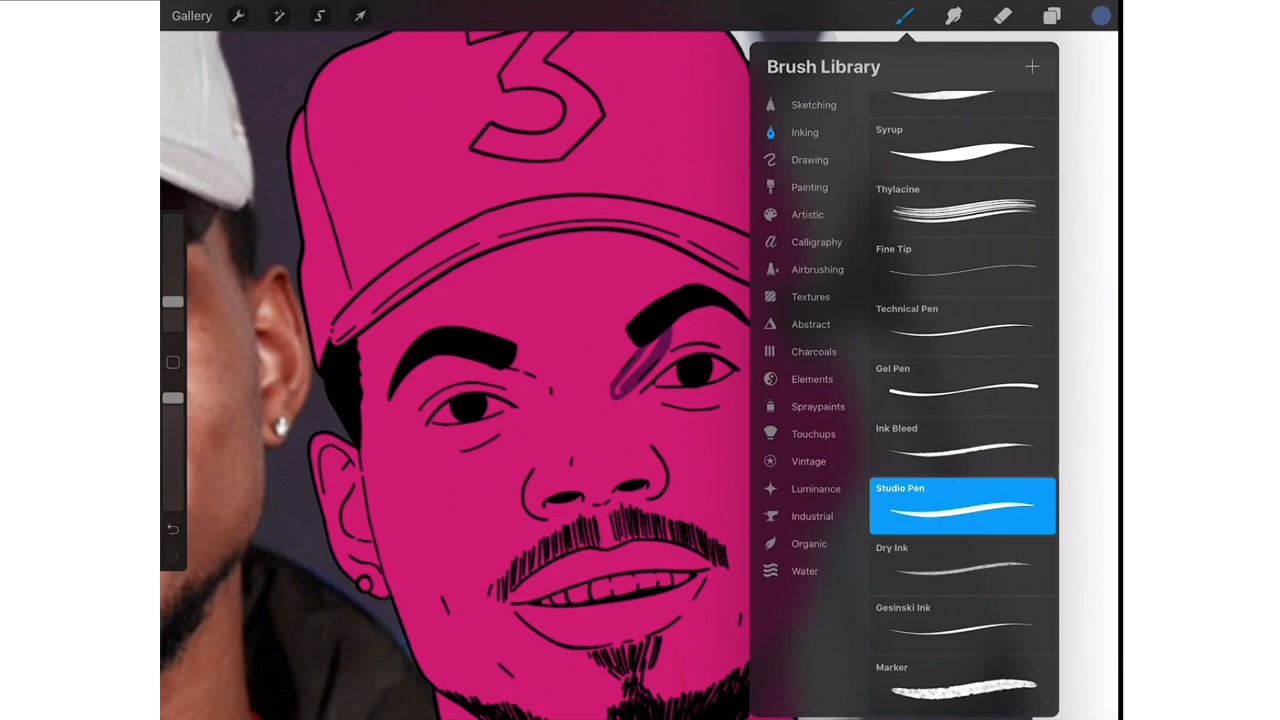 Gallery
3
Brush Library
Sketching
Inking
Drawing
Painting
Artistic
Calligraphy
Airbrushing
Textures
Abstract
Charcoals
Elements
Spraypaints
Touchups
Vintage
Luminance
Industrial
Organic
Water
Syrup
Thylacine
Fine Tip
Technical Pen
Gel Pen
Ink Bleed
Studio Pen
Dry Ink
Gesinski Ink
Marker